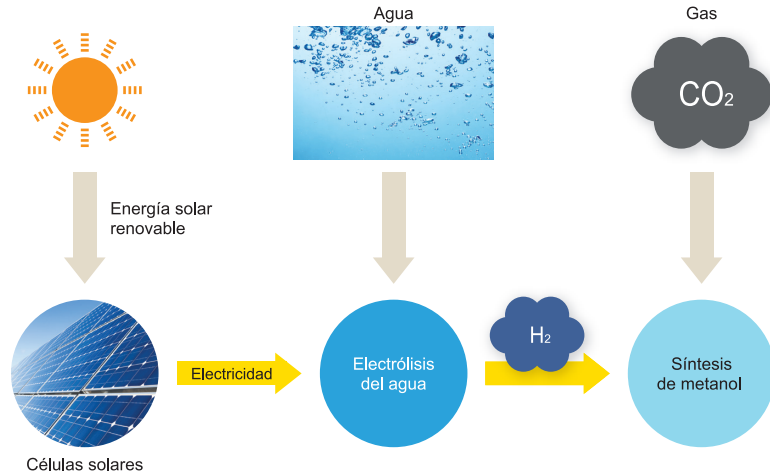 Agua
Gas
CO₂
Energía solar
renovable
Electricidad
Electrólisis
del agua
H₂
Síntesis
de metanol
Células solares